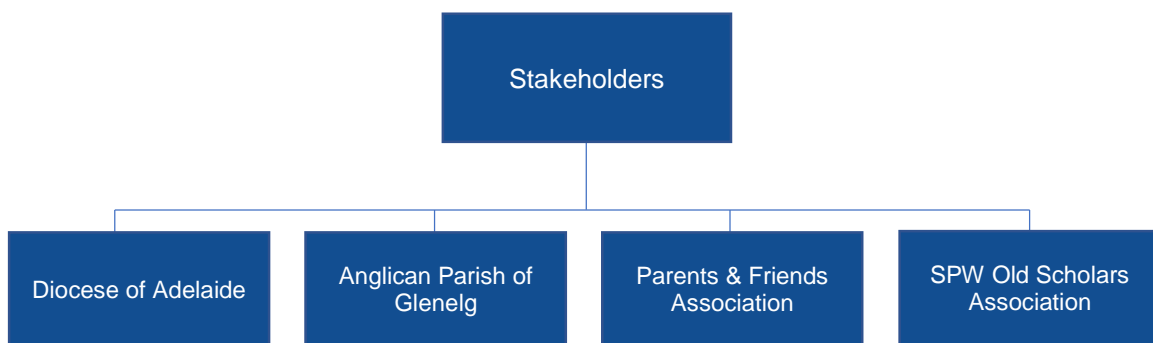 Stakeholders
Diocese of Adelaide
Anglican Parish of
Glenelg
Parents & Friends
Association
SPW Old Scholars
Association